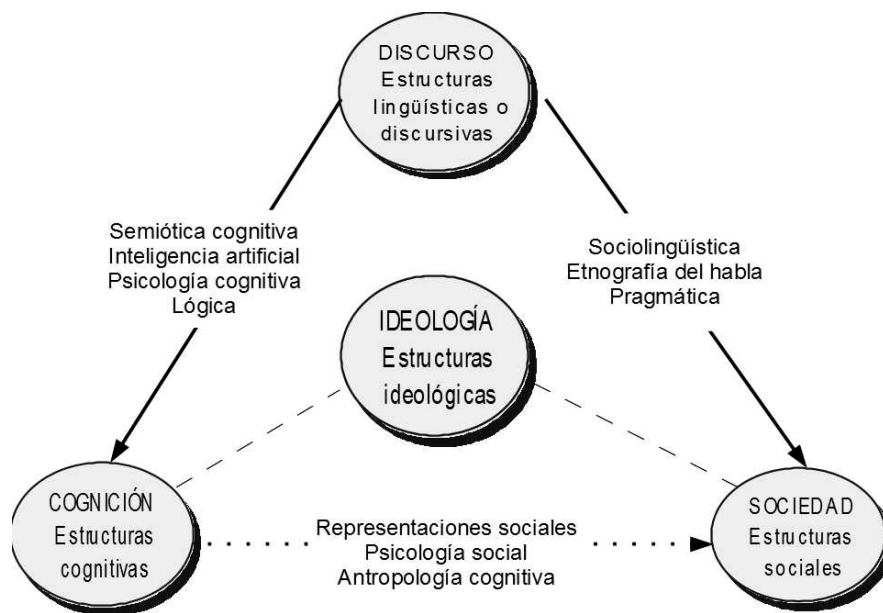 DISCURSO
Estructuras
lingüísticas o
discursivas
Semiótica cognitiva
Inteligencia artificial
Psicología cognitiva
Lógica
Sociolingüística
Etnografía del habla
Pragmática
IDEOLOGÍA
Estructuras
ideológicas
COGNICIÓN
Estructuras
cognitivas
Representaciones sociales
Psicología social
Antropología cognitiva
SOCIEDAD
Estructuras
sociales